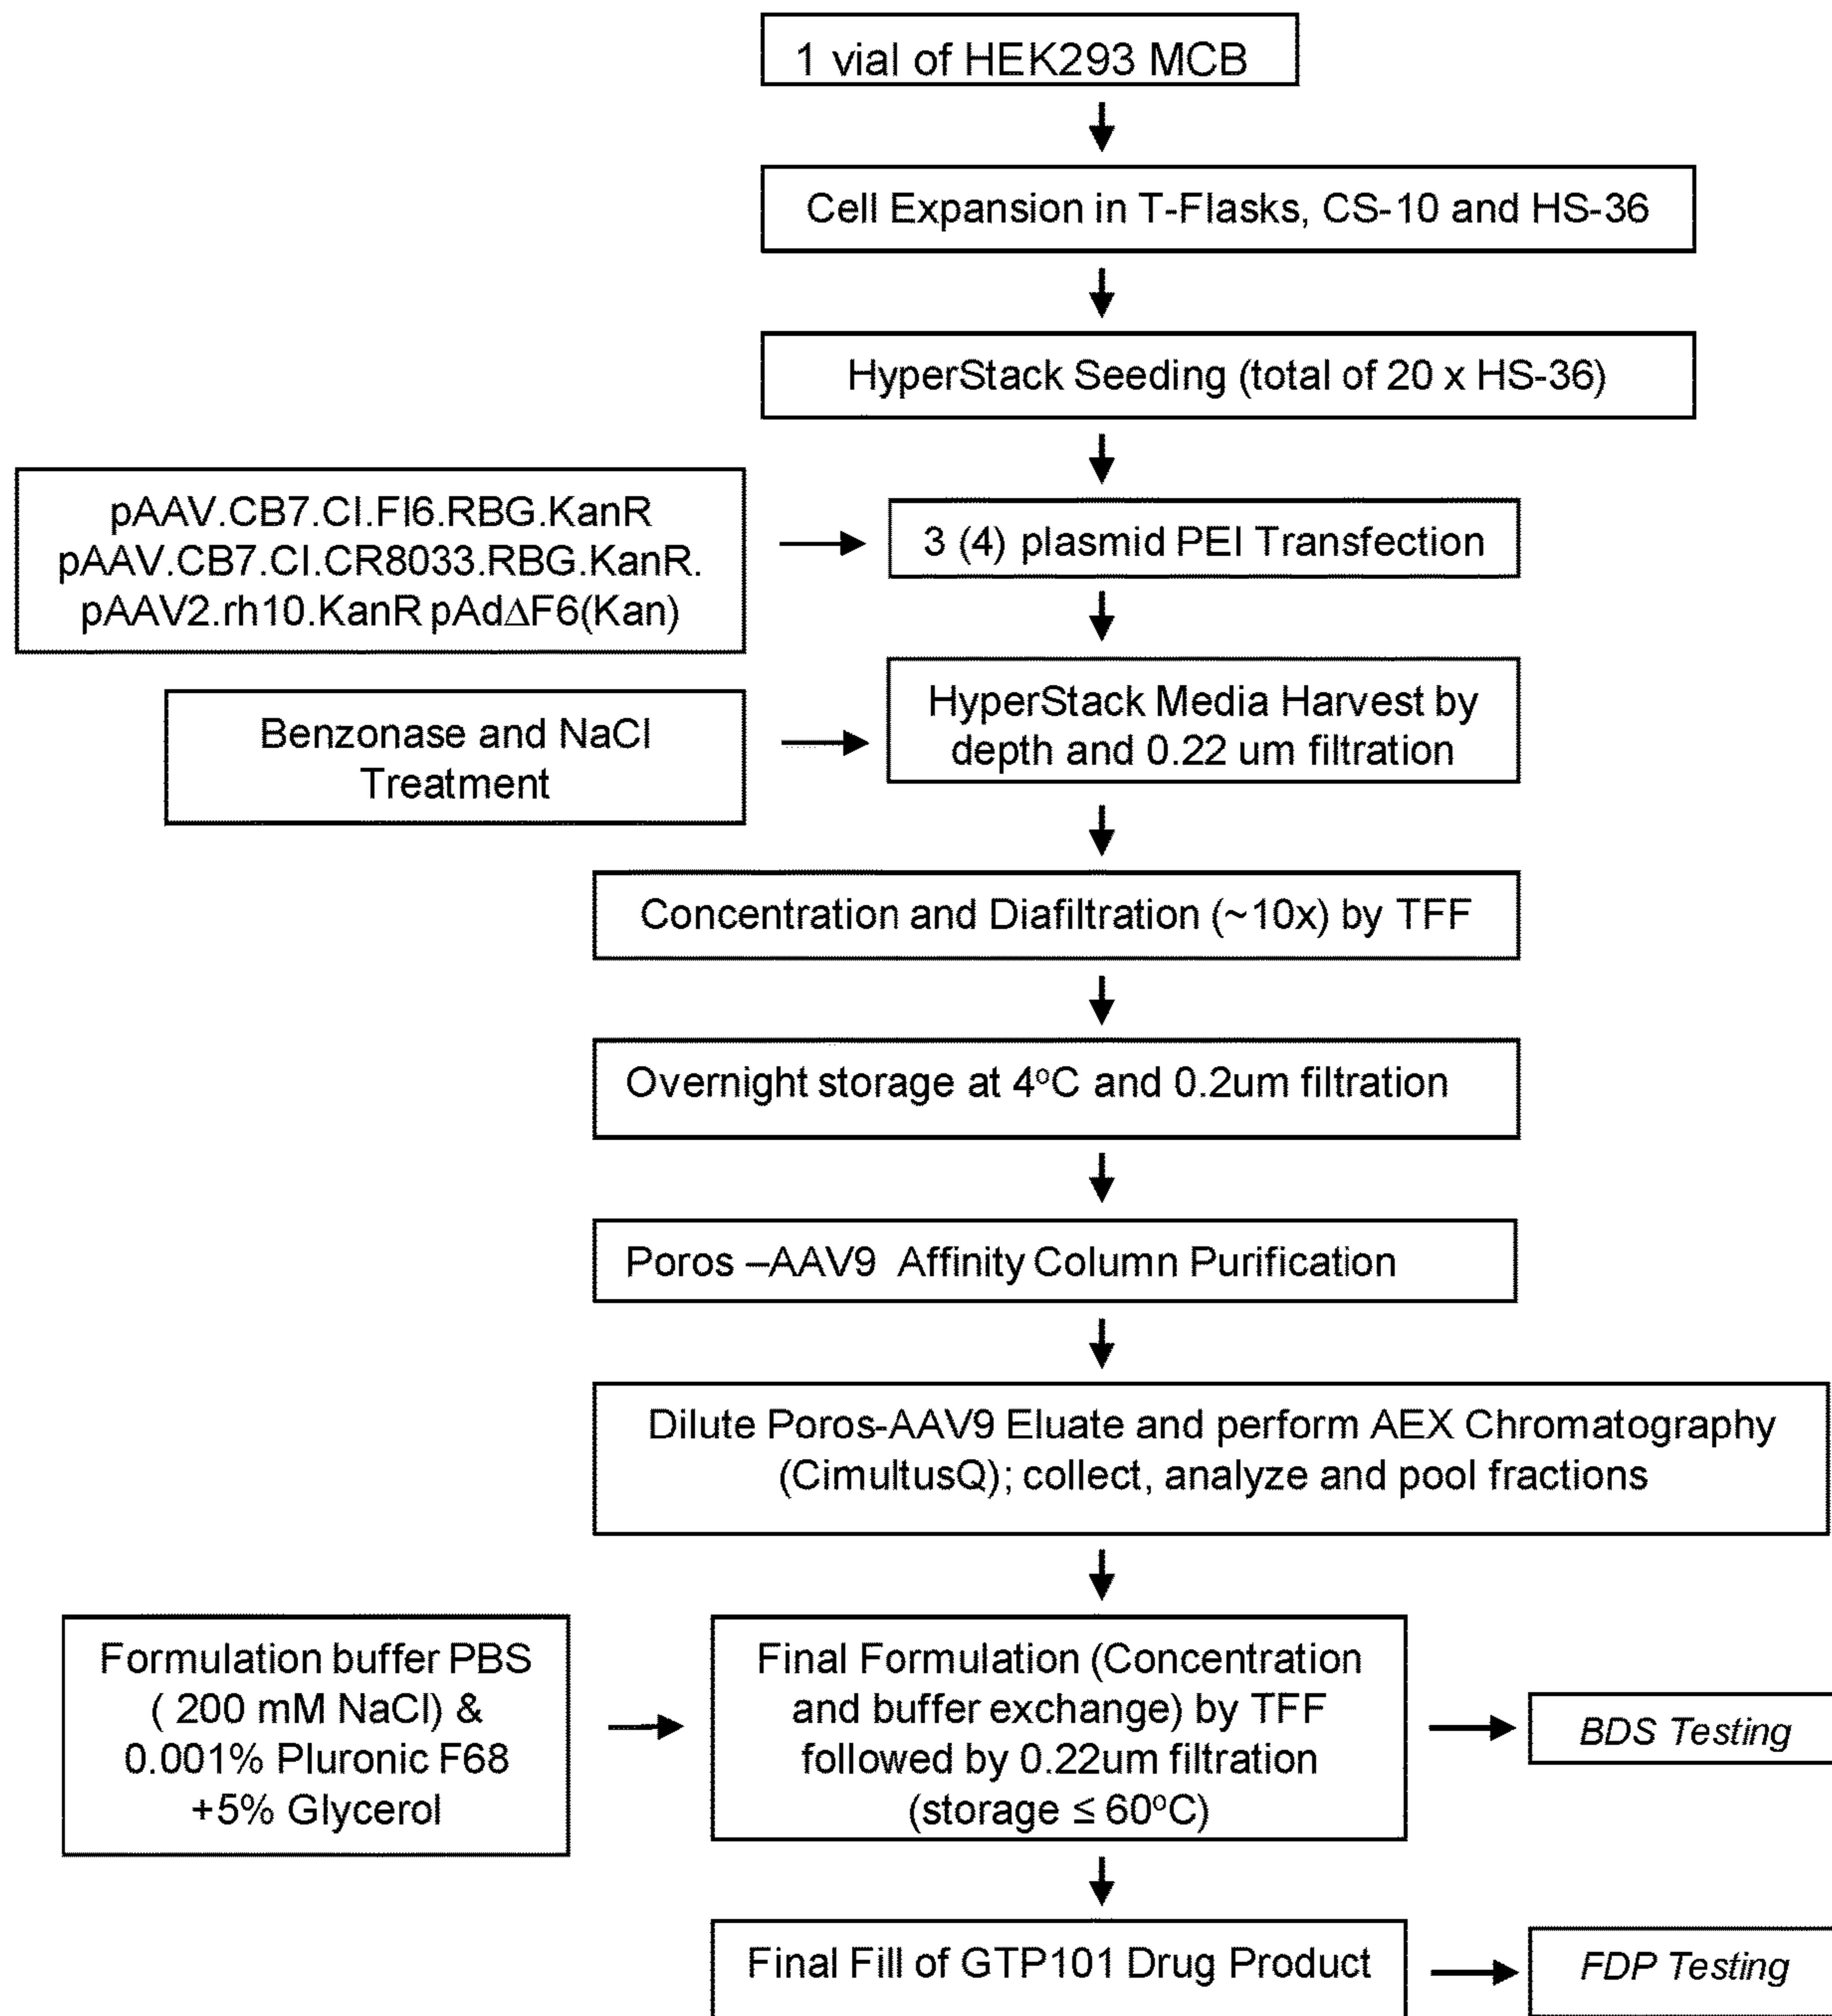 1 vial of HEK293 MCB
Cell Expansion in T-Flasks, CS-10 and HS-36
HyperStack Seeding (total of 20 x HS-36)
pAAV.CB7.CI.FI6.RBG.KanR
pAAV.CB7.CI.CR8033.RBG.KanR.
pAAV2.rh10.KanR pAd∆F6(Kan)
3 (4) plasmid PEI Transfection
Benzonase and NaCl
Treatment
HyperStack Media Harvest by
depth and 0.22 um filtration
Concentration and Diafiltration (~10x) by TFF
Overnight storage at 4°C and 0.2um filtration
Poros –AAV9 Affinity Column Purification
Dilute Poros-AAV9 Eluate and perform AEX Chromatography
(CimultusQ); collect, analyze and pool fractions
Formulation buffer PBS
( 200 mM NaCl) &
0.001% Pluronic F68
+5% Glycerol
Final Formulation (Concentration
and buffer exchange) by TFF
followed by 0.22um filtration
(storage ≤ 60°C)
BDS Testing
Final Fill of GTP101 Drug Product
FDP Testing